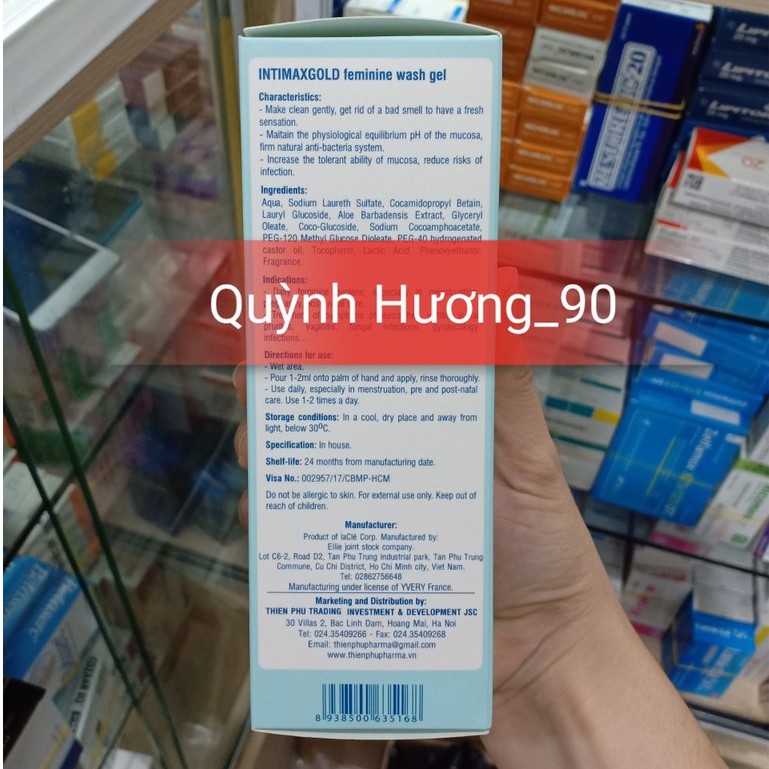 INTIMAXGOLD feminine wash gel
Characteristics:
- Make clean gently, get rid of a bad smell to have a fresh
sensation.
- Maitain the physiological equilibrium pH of the mucosa,
firm natural anti-bacteria system.
- Increase the tolerant ability of mucosa, reduce risks of
infection.
Ingredients:
Aqua, Sodium Laureth Sulfate, Cocamidopropyl Betain,
Lauryl Glucoside, Aloe Barbadensis Extract, Glyceryl
Oleate, Coco-Glucoside, Sodium Cocoamphoacetate,
PEG-120 Methyl Glucose Dioleate, PEG-40 hydrogenated
castor oil, Tocopherol, Lactic Acid, Phenoxyethanol,
Fragrance.
Indications:
Quỳnh Hương_90
vaginitis, fungal infections, gynaecology
infections...
Directions for use:
- Wet area.
- Pour 1-2ml onto palm of hand and apply, rinse thoroughly.
- Use daily, especially in menstruation, pre and post-natal
care. Use 1-2 times a day.
Storage conditions: In a cool, dry place and away from
light, below 30ºC.
Specification: In house.
Shelf-life: 24 months from manufacturing date.
Visa No.: 002957/17/CBMP-HCM
Do not be allergic to skin. For external use only. Keep out of
reach of children.
Manufacturer:
Product of laClé Corp. Manufactured by:
Ellie joint stock company.
Lot C6-2, Road D2, Tan Phu Trung industrial park, Tan Phu Trung
Commune, Cu Chi District, Ho Chi Minh city, Viet Nam.
Tel: 02862756648
Manufacturing under license of YVERY France.
Marketing and Distribution by:
THIEN PHU TRADING INVESTMENT & DEVELOPMENT JSC
30 Villas 2, Bac Linh Dam, Hoang Mai, Ha Noi
Tel: 024.35409266 - Fax: 024.35409268
Email: thienphupharma@gmail.com
www.thienphupharma.vn
8 938500 635168
ZESTORETIC 20
20